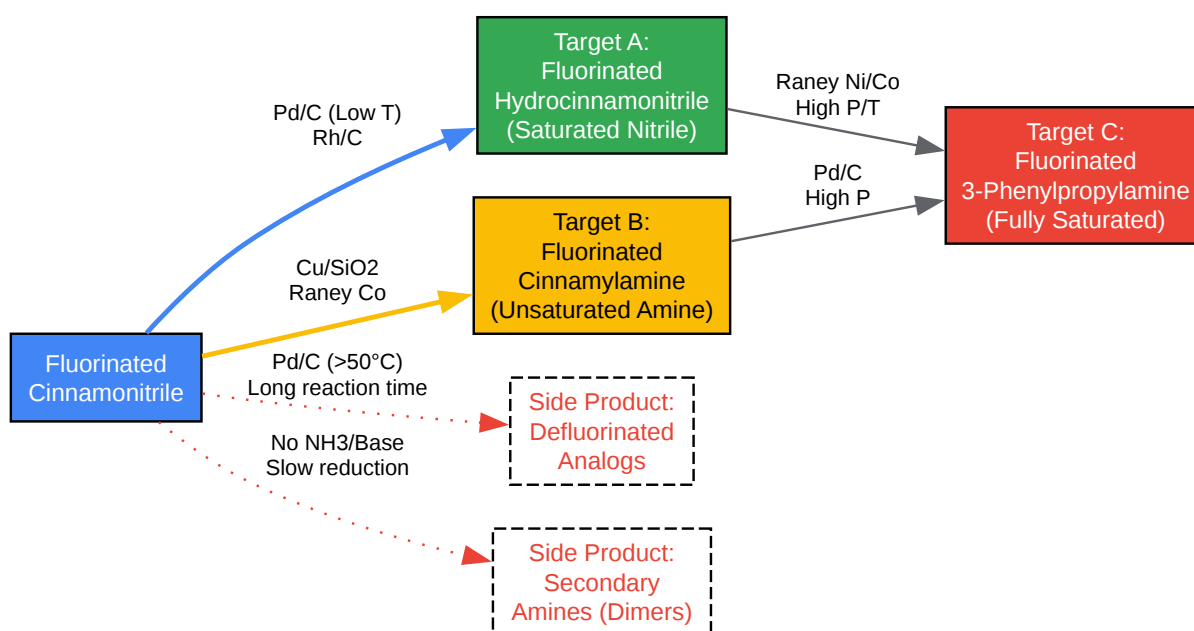 Target A:
Fluorinated
Hydrocinnamonitrile
(Saturated Nitrile)
Pd/C (Low T)
Rh/C
Raney Ni/Co
High P/T
Target C:
Fluorinated
3-Phenylpropylamine
(Fully Saturated)
Pd/C
High P
Target B:
Fluorinated
Cinnamylamine
(Unsaturated Amine)
Cu/SiO2
Raney Co
Fluorinated
Cinnamonitrile
Pd/C (>50°C)
Long reaction time
Side Product:
Defluorinated
Analogs
No NH3/Base
Slow reduction
Side Product:
Secondary
Amines (Dimers)